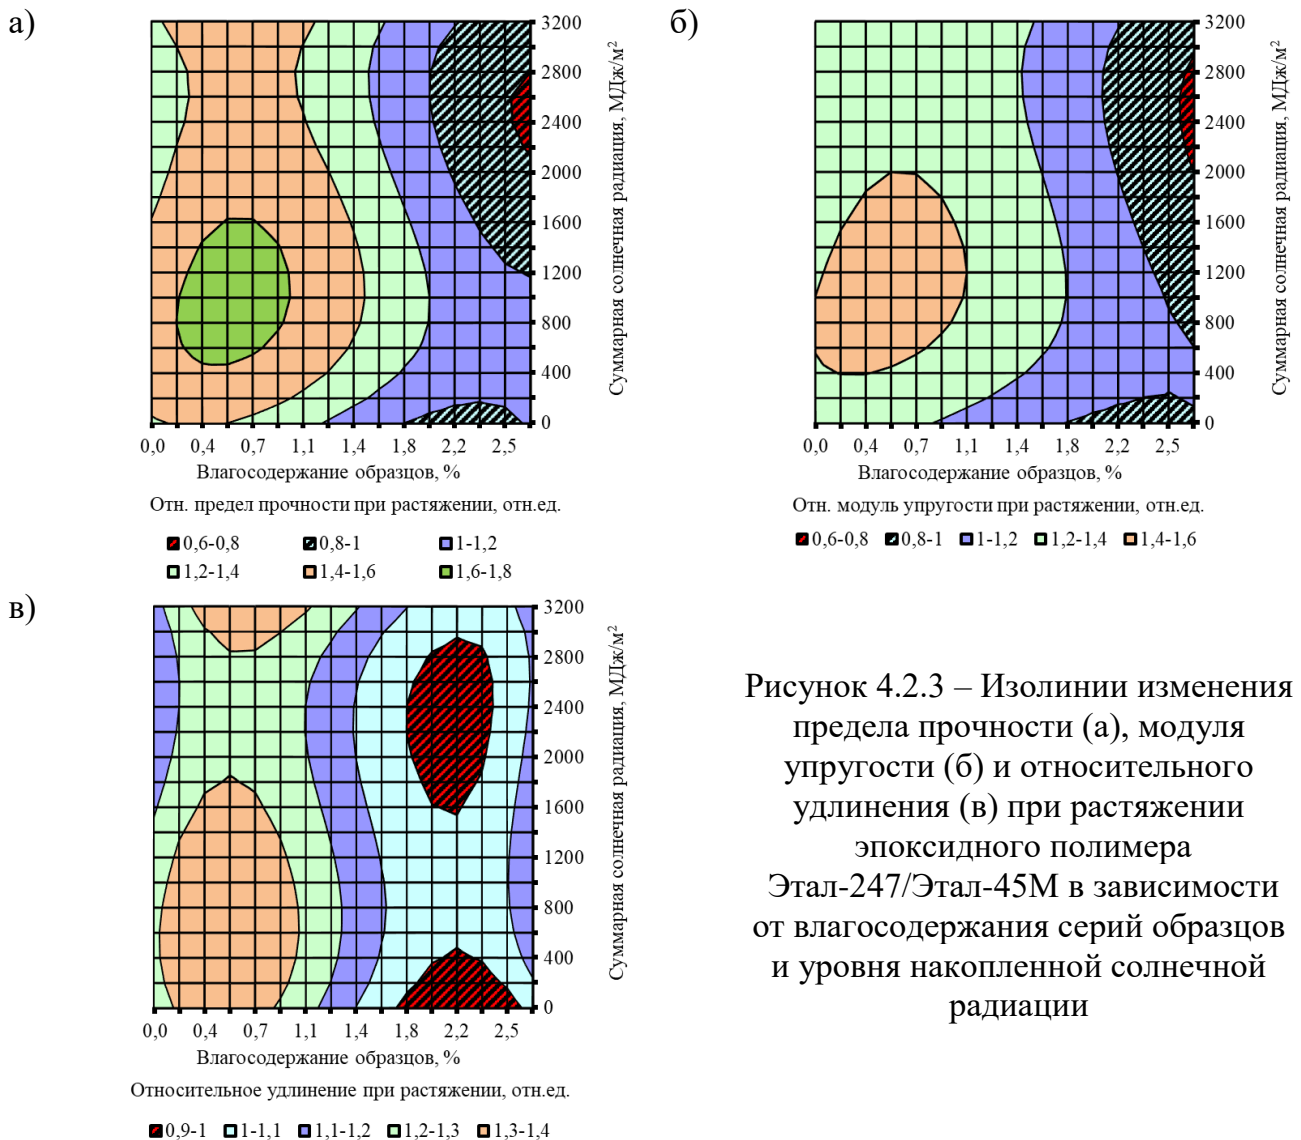 а)
3200
2800
2400
2000
1600
1200
800
400
0
Суммарная солнечная радиация, МДж/м²
0,0 0,4 0,7 1,1 1,4 1,8 2,2 2,5
Влагосодержание образцов, %
Отн. предел прочности при растяжении, отн.ед.
0,6-0,8 0,8-1 1-1,2
1,2-1,4 1,4-1,6 1,6-1,8
б)
3200
2800
2400
2000
1600
1200
800
400
0
Суммарная солнечная радиация, МДж/м²
0,0 0,4 0,7 1,1 1,4 1,8 2,2 2,5
Влагосодержание образцов, %
Отн. модуль упругости при растяжении, отн.ед.
0,6-0,8 0,8-1 1-1,2 1,2-1,4 1,4-1,6
в)
3200
2800
2400
2000
1600
1200
800
400
0
Суммарная солнечная радиация, МДж/м²
0,0 0,4 0,7 1,1 1,4 1,8 2,2 2,5
Влагосодержание образцов, %
Относительное удлинение при растяжении, отн.ед.
0,9-1 1-1,1 1,1-1,2 1,2-1,3 1,3-1,4
Рисунок 4.2.3 – Изолинии изменения
предела прочности (а), модуля
упругости (б) и относительного
удлинения (в) при растяжении
эпоксидного полимера
Этал-247/Этал-45М в зависимости
от влагосодержания серий образцов
и уровня накопленной солнечной
радиации